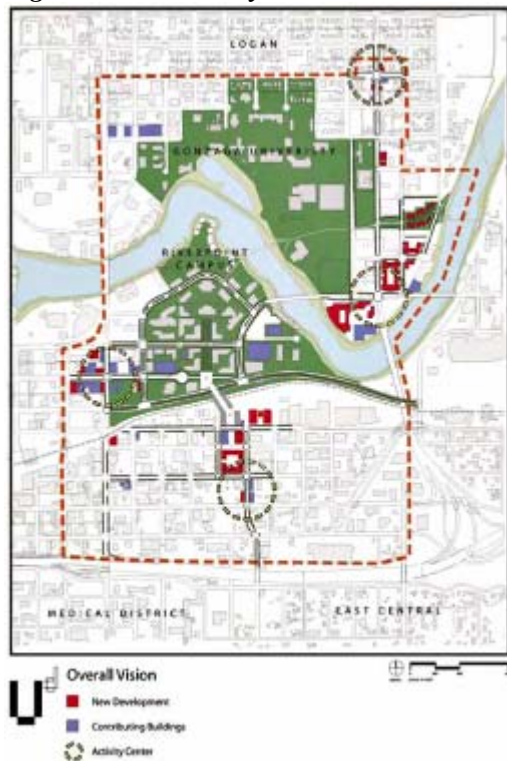 LOGAN
GONZAGA UNIVERSITY
RIVERPOINT
CAMPUS
MEDICAL DISTRICT
EAST CENTRAL
Overall Vision
New Development
Contributing Buildings
Activity Center